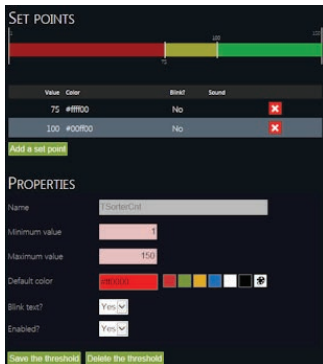 SET POINTS
100
75
Value Color Blink? Sound
75 #ffff00 No
100 #00ff00 No
Add a set point
PROPERTIES
Name TSorterCnt
Minimum value 1
Maximum value 150
Default color #ff0000
Blink text? Yes
Enabled? Yes
Save the threshold Delete the threshold